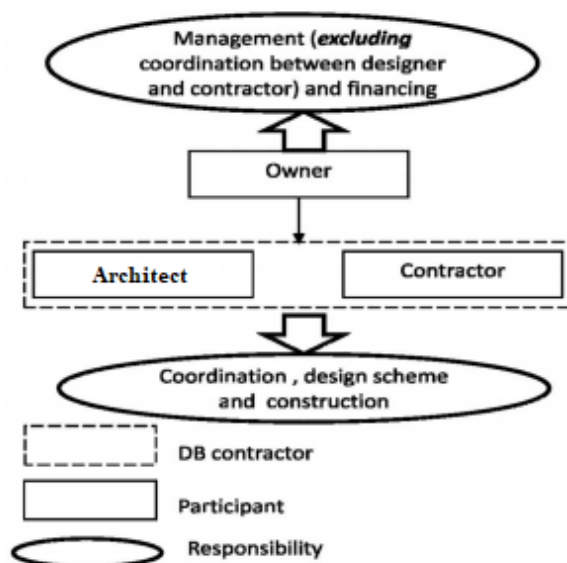 Management (excluding
coordination between designer
and contractor) and financing
Owner
Architect
Contractor
Coordination , design scheme
and construction
DB contractor
Participant
Responsibility